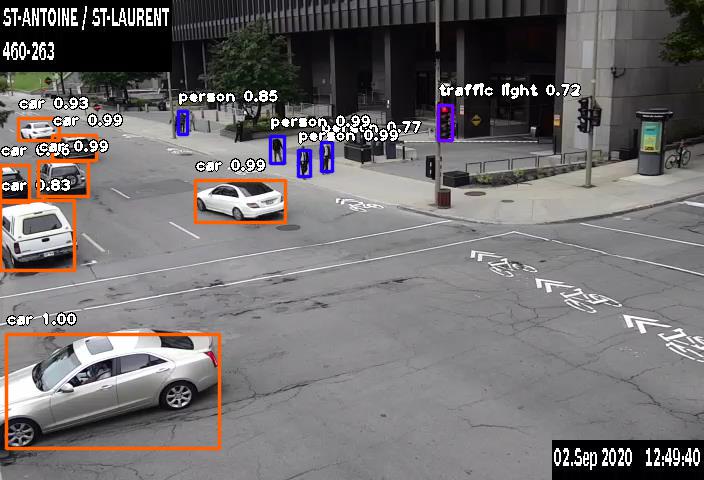 ST-ANTOINE / ST-LAURENT
460-263
person 0.85
traffic light 0.72
car 0.93
car 0.99
person 0.99
0.77
person 0.99
car 0.99
car 0.99
car 0.83
car 1.00
02.Sep 2020 12:49:40